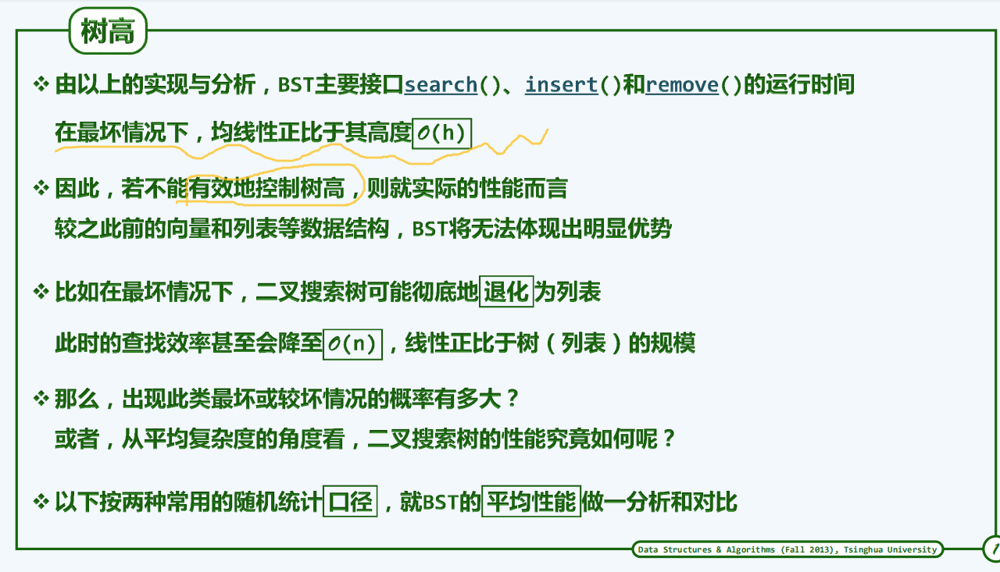 树高
❖ 由以上的实现与分析，BST主要接口search()、insert()和remove()的运行时间
在最坏情况下，均线性正比于其高度O(h)
❖ 因此，若不能有效地控制树高，则就实际的性能而言
较之此前的向量和列表等数据结构，BST将无法体现出明显优势
❖ 比如在最坏情况下，二叉搜索树可能彻底地退化为列表
此时的查找效率甚至会降至O(n)，线性正比于树（列表）的规模
❖ 那么，出现此类最坏或较坏情况的概率有多大？
或者，从平均复杂度的角度看，二叉搜索树的性能究竟如何呢？
❖ 以下按两种常用的随机统计口径，就BST的平均性能做一分析和对比
Data Structures & Algorithms (Fall 2013), Tsinghua University